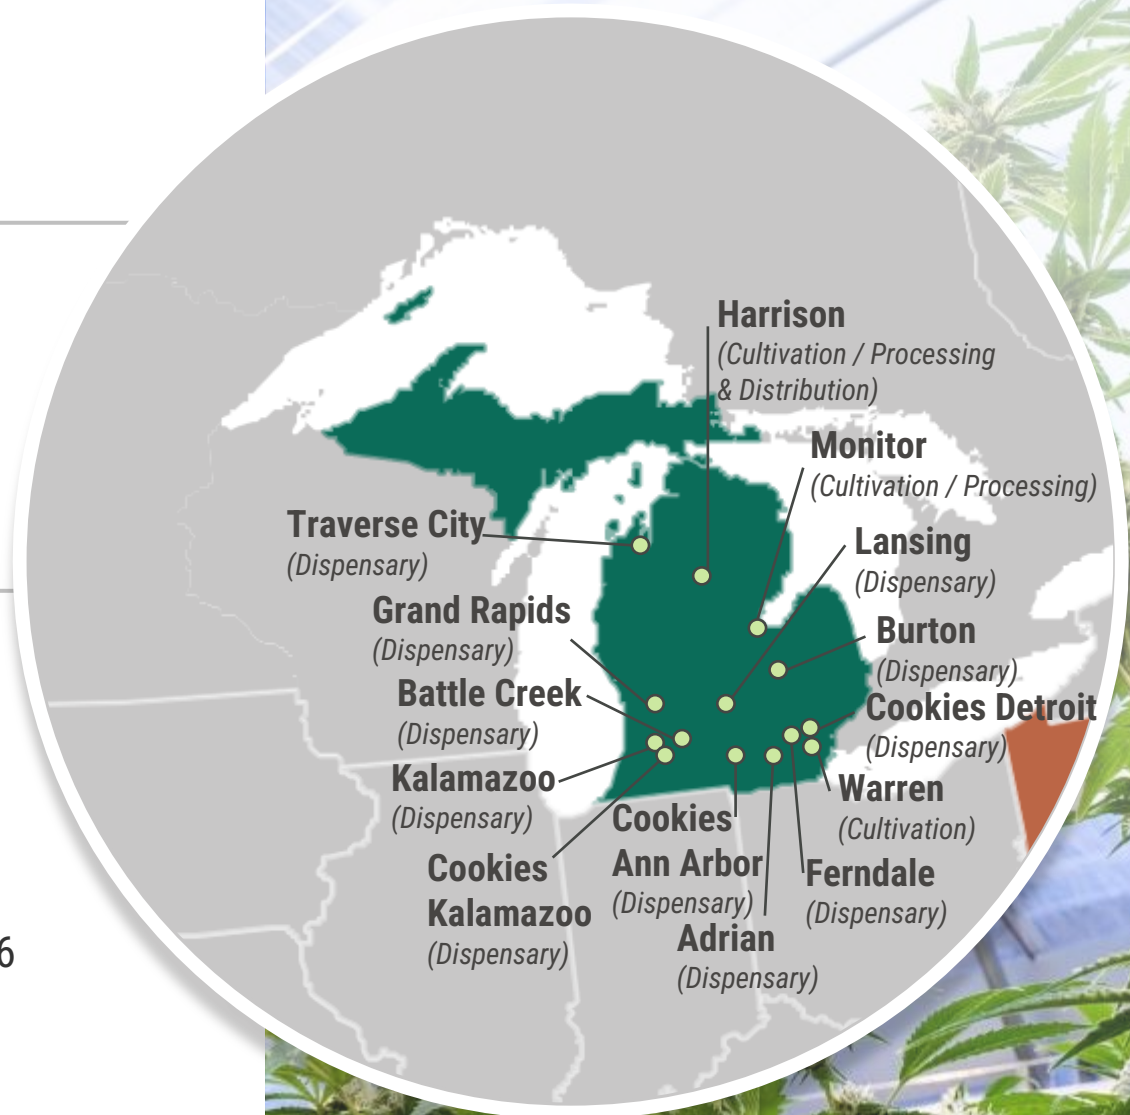 Harrison
(Cultivation / Processing
& Distribution)
Monitor
(Cultivation / Processing)
Traverse City
(Dispensary)
Lansing
(Dispensary)
Grand Rapids
(Dispensary)
Burton
(Dispensary)
Battle Creek
(Dispensary)
Cookies Detroit
(Dispensary)
Kalamazoo
(Dispensary)
Warren
(Cultivation)
Cookies
Ann Arbor
(Dispensary)
Cookies
Kalamazoo
(Dispensary)
Ferndale
(Dispensary)
Adrian
(Dispensary)
6